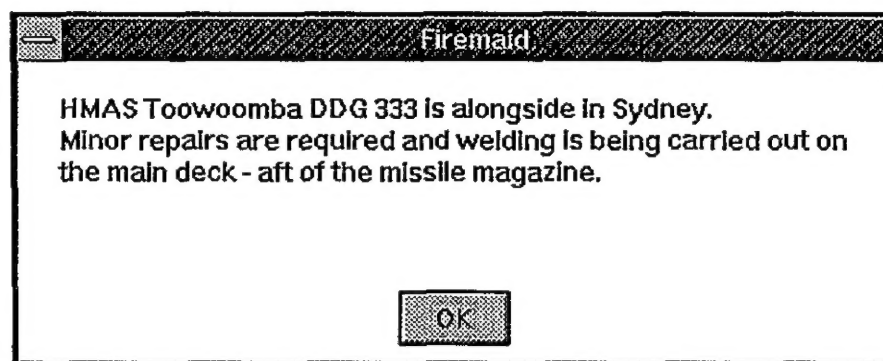 Firemaid
HMAS Toowoomba DDG 333 is alongside in Sydney.
Minor repairs are required and welding is being carried out on
the main deck - aft of the missile magazine.
OK